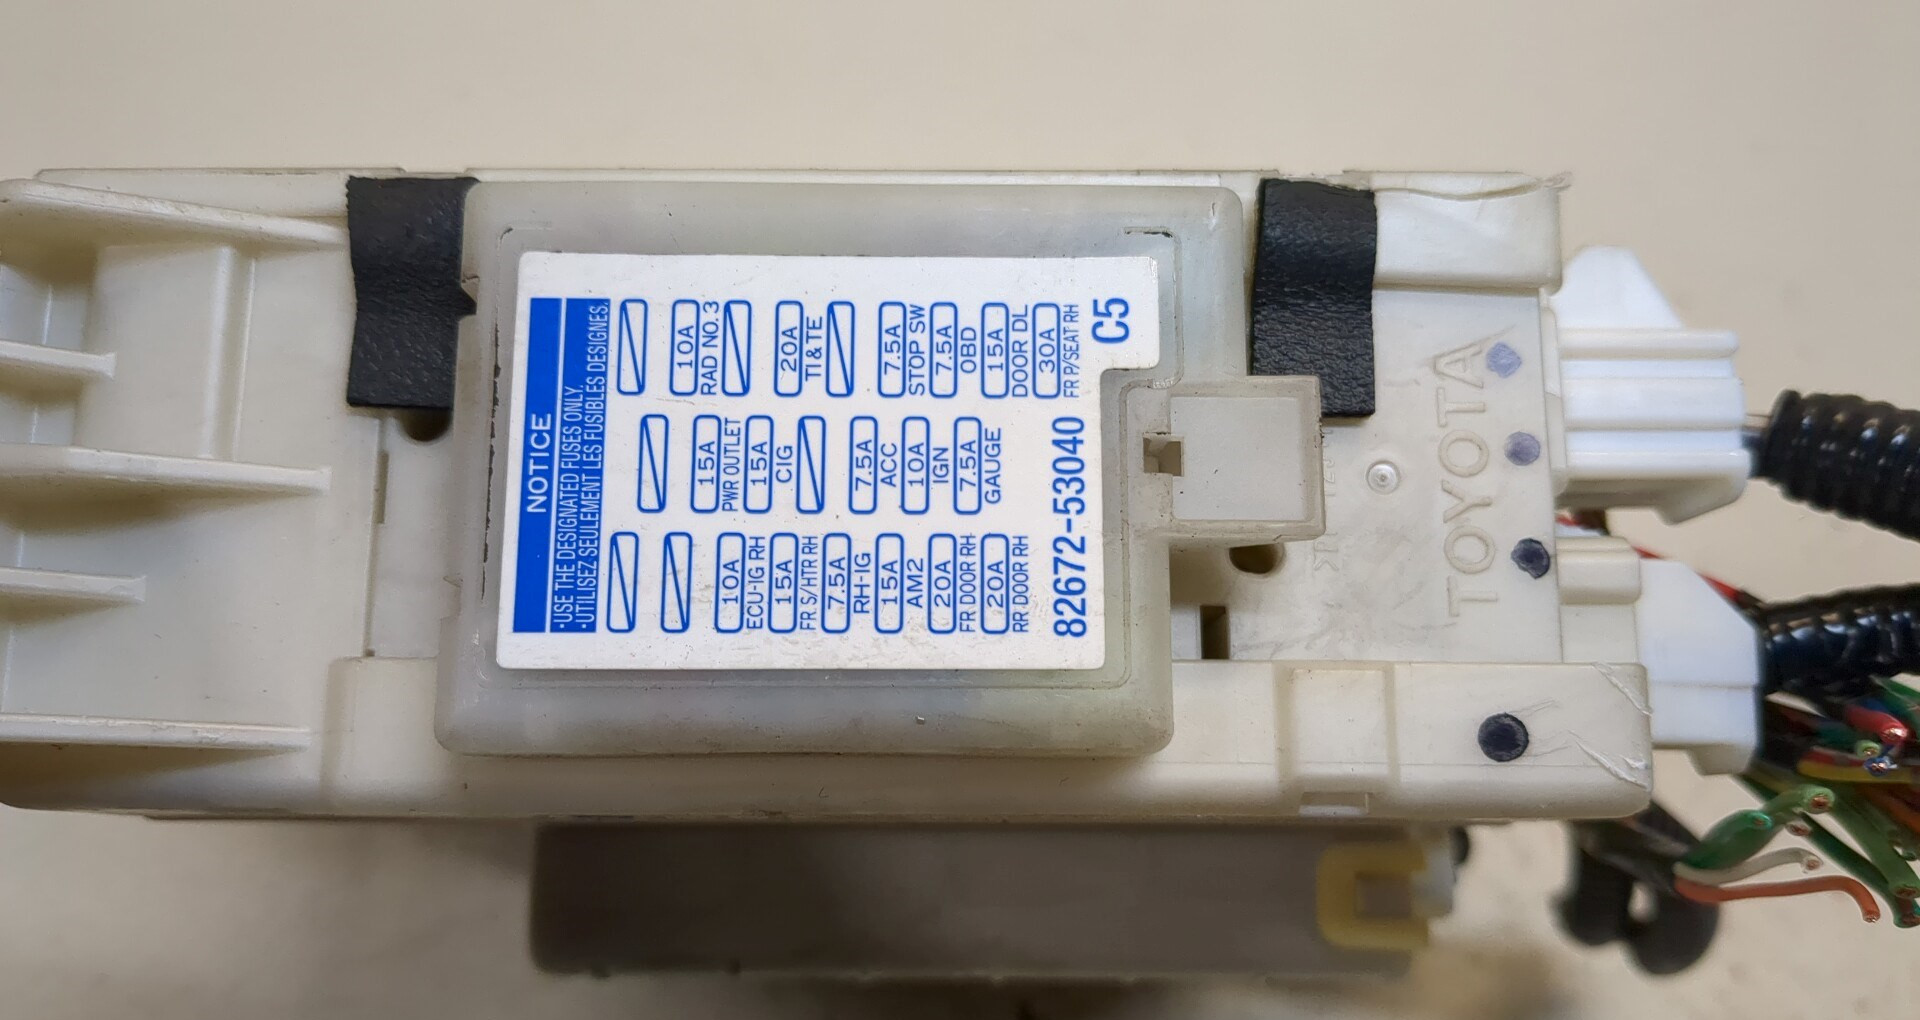 NOTICE
·USE THE DESIGNATED FUSES ONLY.
·UTILISEZ SEULEMENT LES FUSIBLES DESIGNES.
10A
ECU-IG RH
15A
FR.S/HTR RH
7.5A
RH-IG
15A
AM2
20A
FR.DOOR RH
20A
RR.DOOR RH
15A
PWR OUTLET
15A
CIG
7.5A
ACC
10A
IGN
7.5A
GAUGE
10A
RAD NO.3
20A
TI&TE
7.5A
STOP SW
7.5A
OBD
15A
DOOR DL
30A
FR P/SEAT RH
82672-53040 C5
TOYOTA